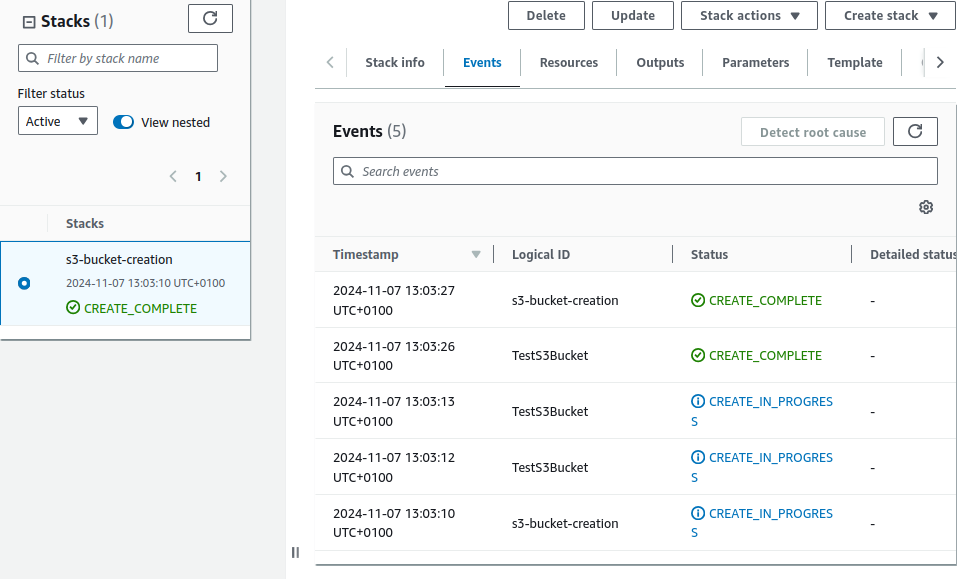 Stacks (1)
Filter by stack name
Filter status
Active
View nested
1
Stacks
s3-bucket-creation
2024-11-07 13:03:10 UTC+0100
CREATE_COMPLETE
Delete
Update
Stack actions
Create stack
Stack info
Events
Resources
Outputs
Parameters
Template
Events (5)
Detect root cause
Search events
Timestamp
Logical ID
Status
Detailed status
2024-11-07 13:03:27
UTC+0100
s3-bucket-creation
CREATE_COMPLETE
-
2024-11-07 13:03:26
UTC+0100
TestS3Bucket
CREATE_COMPLETE
-
2024-11-07 13:03:13
UTC+0100
TestS3Bucket
CREATE_IN_PROGRES
S
-
2024-11-07 13:03:12
UTC+0100
TestS3Bucket
CREATE_IN_PROGRES
S
-
2024-11-07 13:03:10
UTC+0100
s3-bucket-creation
CREATE_IN_PROGRES
S
-